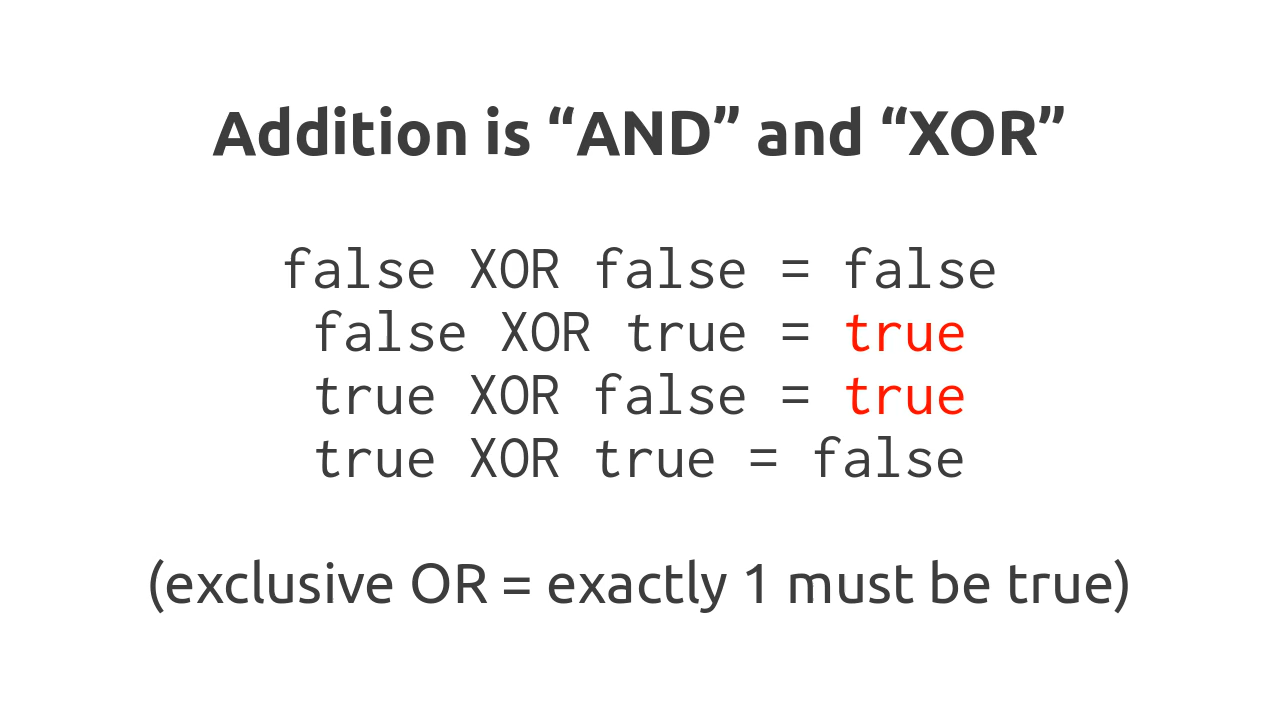 Addition is “AND” and “XOR”
false XOR false = false
false XOR true = true
true XOR false = true
true XOR true = false
(exclusive OR = exactly 1 must be true)